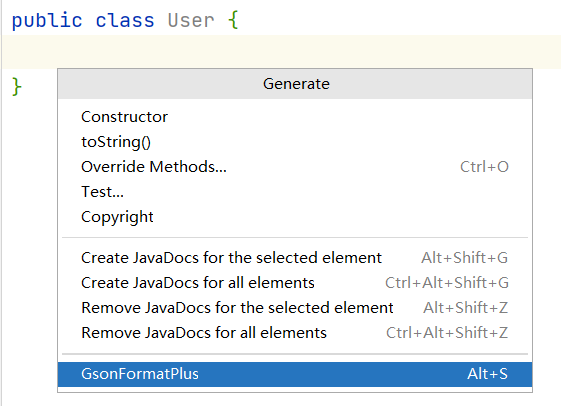 public class User {
}
Generate
Constructor
toString()
Override Methods... Ctrl+O
Test...
Copyright
Create JavaDocs for the selected element Alt+Shift+G
Create JavaDocs for all elements Ctrl+Alt+Shift+G
Remove JavaDocs for the selected element Alt+Shift+Z
Remove JavaDocs for all elements Ctrl+Alt+Shift+Z
GsonFormatPlus Alt+S